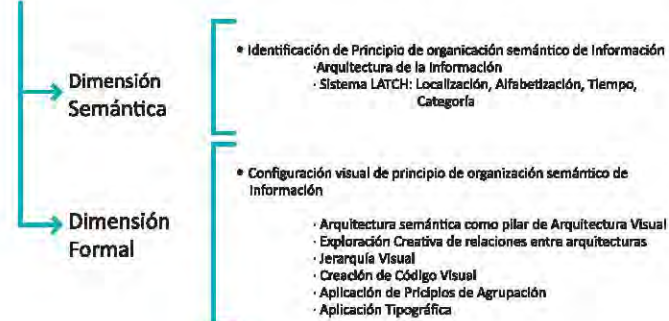 Dimensión
Semántica
• Identificación de Principio de organicación semántico de Información
·Arquitectura de la Información
· Sistema LATCH: Localización, Alfabetización, Tiempo,
Categoría
Dimensión
Formal
• Configuración visual de principio de organización semántico de
Información
· Arquitectura semántica como pilar de Arquitectura Visual
· Exploración Creativa de relaciones entre arquitecturas
· Jerarquía Visual
· Creación de Código Visual
· Aplicación de Pricipios de Agrupación
· Aplicación Tipográfica